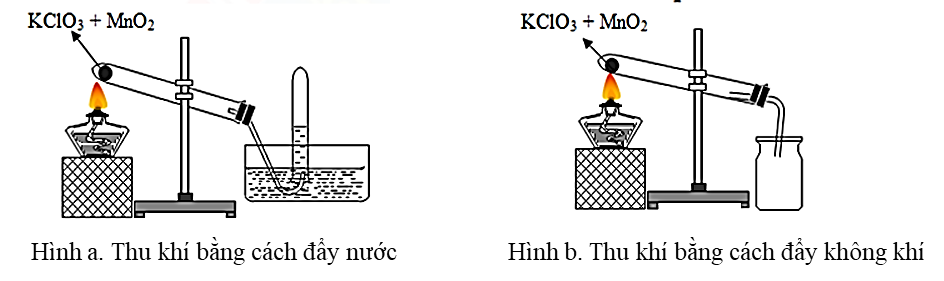 KClO₃ + MnO₂
KClO₃ + MnO₂
Hình a. Thu khí bằng cách đẩy nước
Hình b. Thu khí bằng cách đẩy không khí